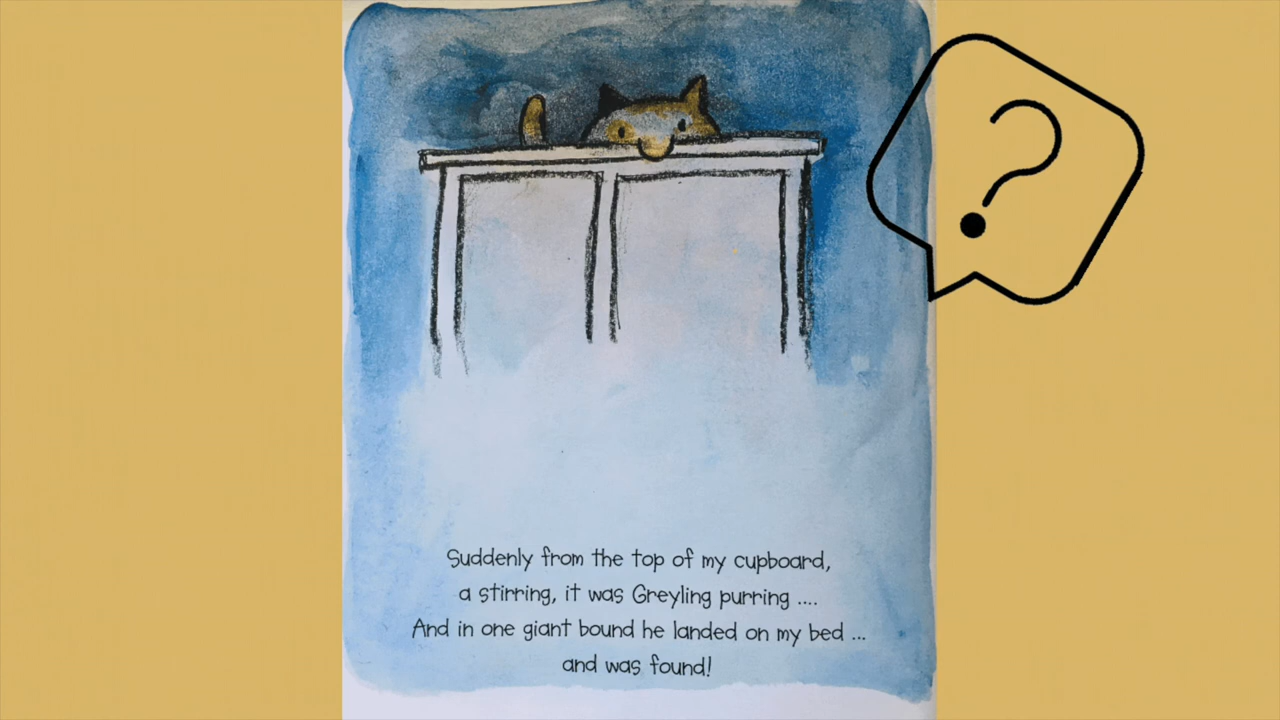 ?
Suddenly from the top of my cupboard,
a stirring, it was Greyling purring ....
And in one giant bound he landed on my bed ...
and was found!